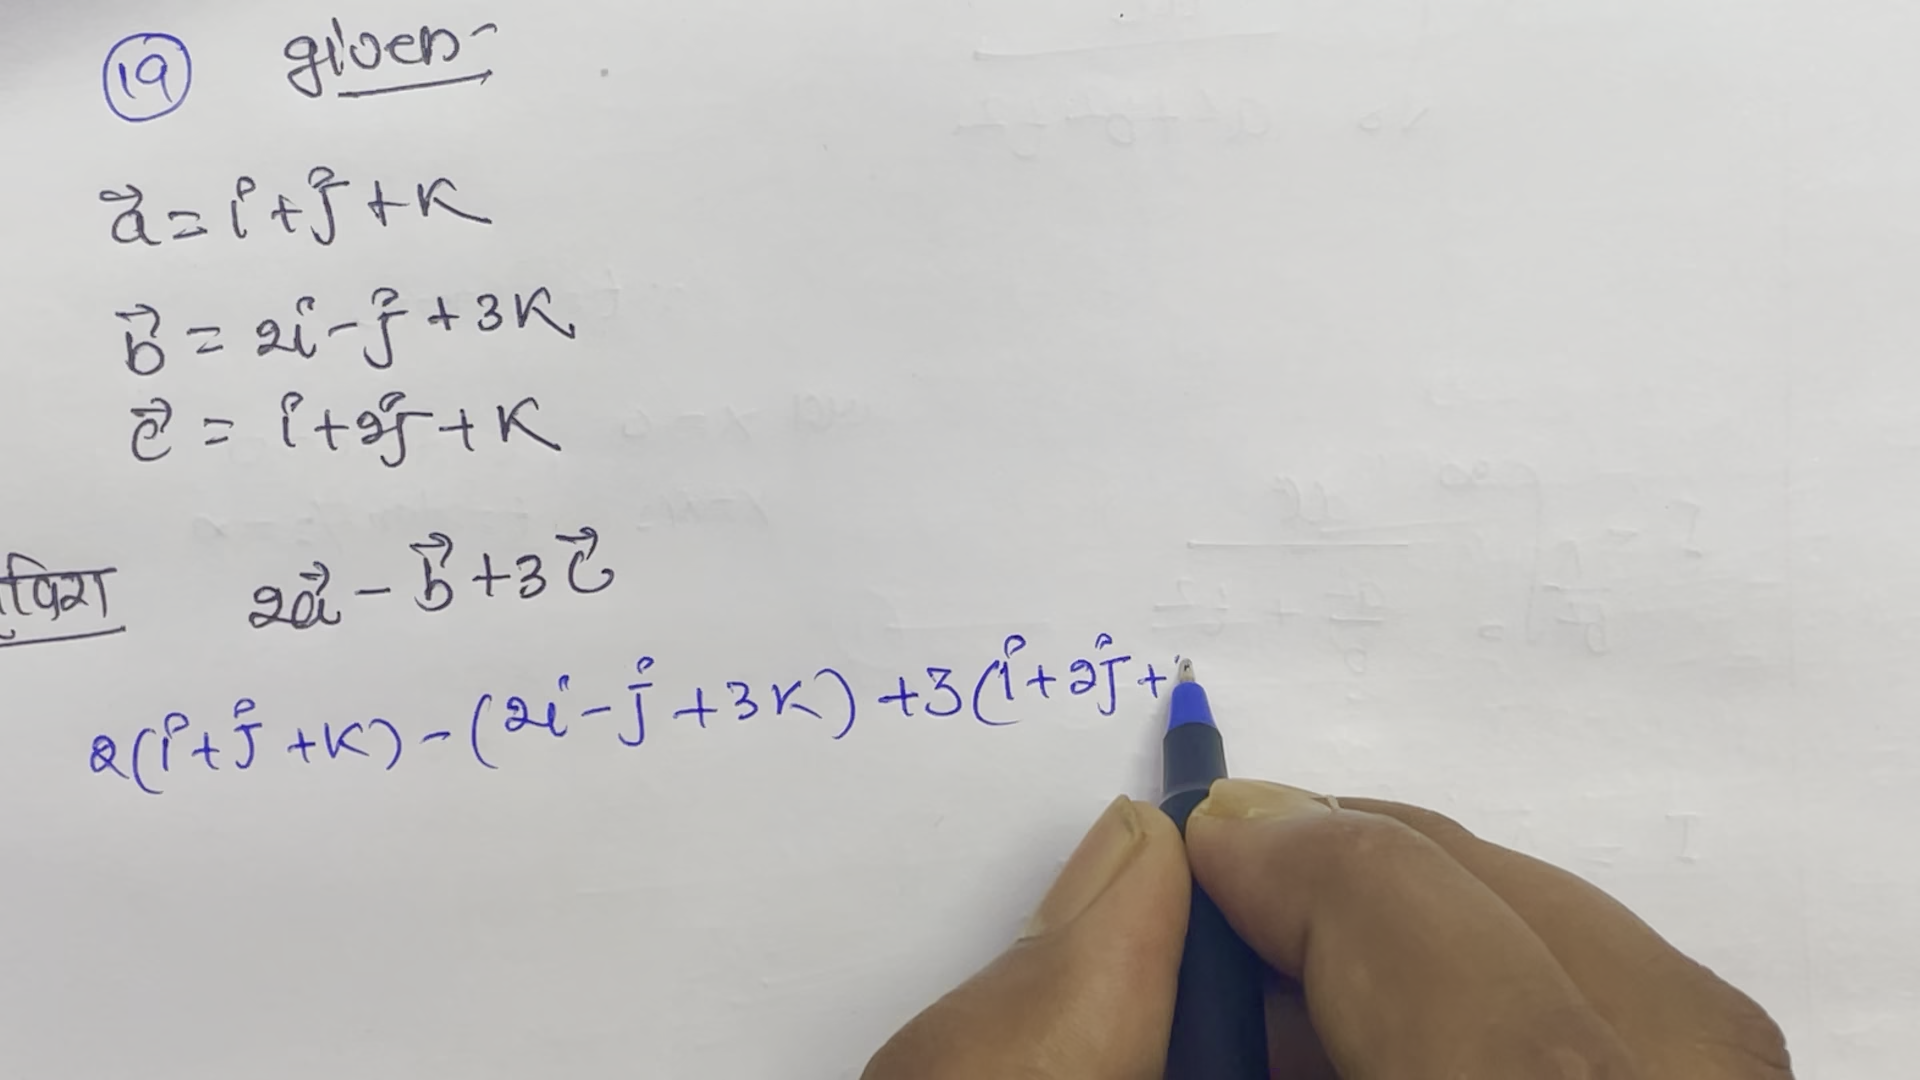 19 given-
a⃗ = î + ĵ + K
b⃗ = 2î - ĵ + 3K
c⃗ = î + 2ĵ + K
2a⃗ - b⃗ + 3c⃗
2(î + ĵ + K) - (2î - ĵ + 3K) + 3(î + 2ĵ +